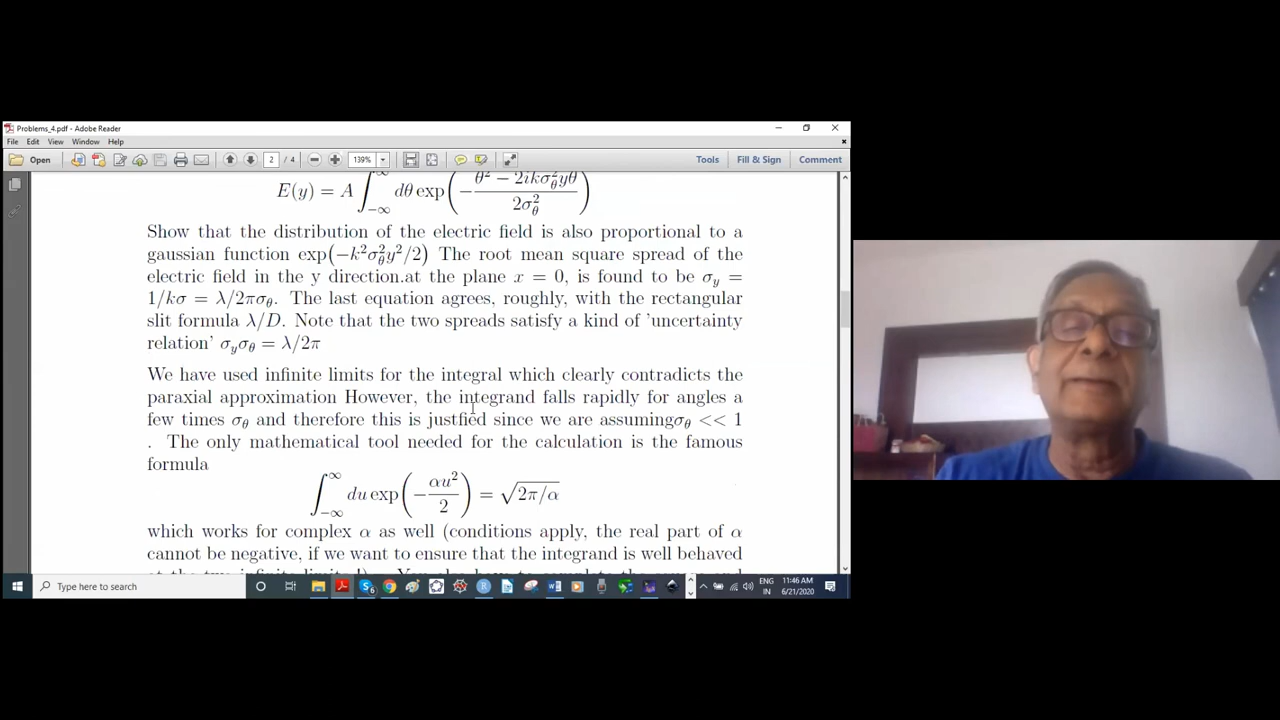 Problems_4.pdf - Adobe Reader
File Edit View Window Help
Open 2 / 4 139% Tools Fill & Sign Comment
E(y) = A ∫_{-∞}^{∞} dθ exp(−(θ² − 2ikσ_θ²yθ)/(2σ_θ²))
Show that the distribution of the electric field is also proportional to a
gaussian function exp(−k²σ_θ²y²/2) The root mean square spread of the
electric field in the y direction.at the plane x = 0, is found to be σ_y =
1/kσ = λ/2πσ_θ. The last equation agrees, roughly, with the rectangular
slit formula λ/D. Note that the two spreads satisfy a kind of 'uncertainty
relation' σ_yσ_θ = λ/2π
We have used infinite limits for the integral which clearly contradicts the
paraxial approximation However, the integrand falls rapidly for angles a
few times σ_θ and therefore this is justfied since we are assumingσ_θ << 1
. The only mathematical tool needed for the calculation is the famous
formula
∫_{-∞}^{∞} du exp(−αu²/2) = √(2π/α)
which works for complex α as well (conditions apply, the real part of α
cannot be negative, if we want to ensure that the integrand is well behaved
Type here to search
ENG 11:46 AM
IN 6/21/2020